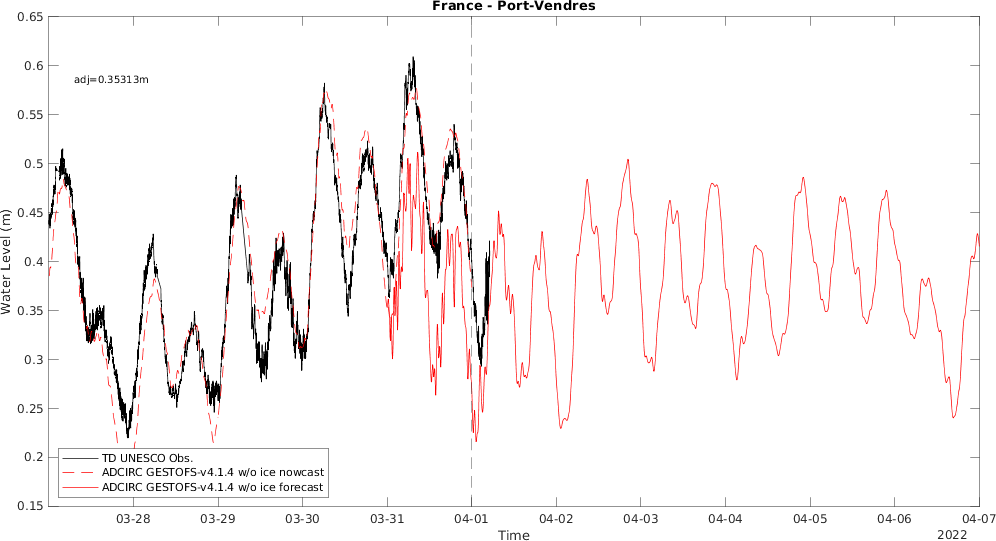 France - Port-Vendres
0.65
0.6
adj=0.35313m
0.55
0.5
0.45
0.4
0.35
0.3
0.25
0.2
0.15
Water Level (m)
TD UNESCO Obs.
ADCIRC GESTOFS-v4.1.4 w/o ice nowcast
ADCIRC GESTOFS-v4.1.4 w/o ice forecast
03-28 03-29 03-30 03-31 04-01 04-02 04-03 04-04 04-05 04-06 04-07
Time
2022